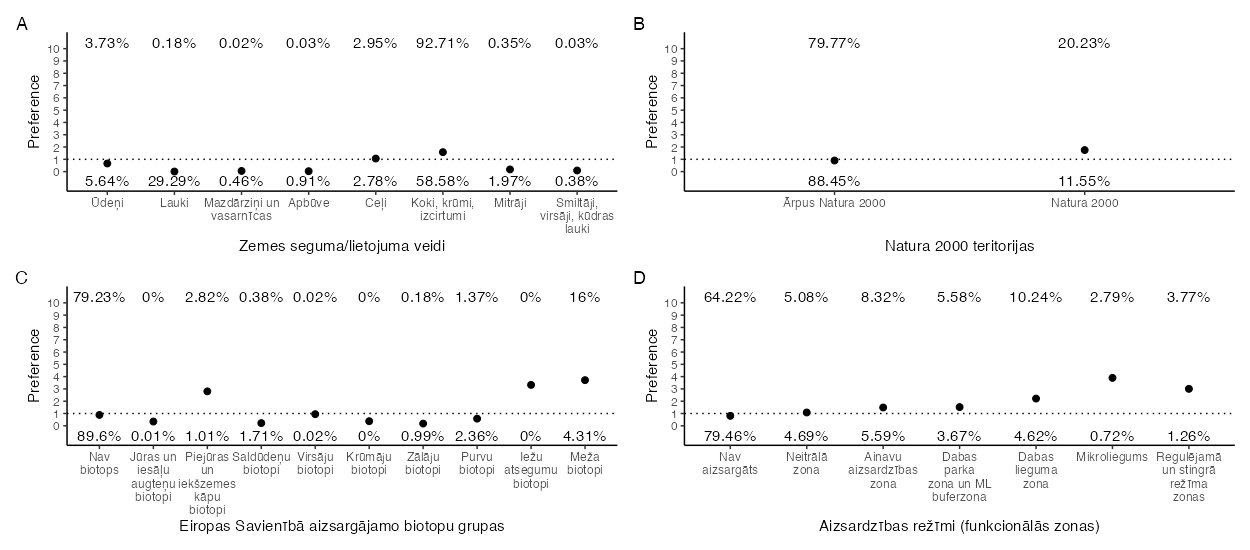 A
3.73% 0.18% 0.02% 0.03% 2.95% 92.71% 0.35% 0.03%
10
9
8
7
6
5
4
3
2
1
0
Preference
5.64% 29.29% 0.46% 0.91% 2.78% 58.58% 1.97% 0.38%
Ūdeņi Lauki Mazdārziņi un Apbūve Ceļi Koki, krūmi, Mitrāji Smiltāji,
vasarnīcas izcirtumi virsāji, kūdras
lauki
Zemes seguma/lietojuma veidi
B
79.77% 20.23%
10
9
8
7
6
5
4
3
2
1
0
Preference
88.45% 11.55%
Ārpus Natura 2000 Natura 2000
Natura 2000 teritorijas
C
79.23% 0% 2.82% 0.38% 0.02% 0% 0.18% 1.37% 0% 16%
10
9
8
7
6
5
4
3
2
1
0
Preference
89.6% 0.01% 1.01% 1.71% 0.02% 0% 0.99% 2.36% 0% 4.31%
Nav Jūras un Piejūras Saldūdeņu Virsāju Krūmāju Zālāju Purvu Iežu Meža
biotops iesāļu un biotopi biotopi biotopi biotopi biotopi atsegumu biotopi
augteņu iekšzemes biotopi
biotopi kāpu
biotopi
Eiropas Savienībā aizsargājamo biotopu grupas
D
64.22% 5.08% 8.32% 5.58% 10.24% 2.79% 3.77%
10
9
8
7
6
5
4
3
2
1
0
Preference
79.46% 4.69% 5.59% 3.67% 4.62% 0.72% 1.26%
Nav Neitrālā Ainavu Dabas Dabas Mikroliegums Regulējamā
aizsargāts zona aizsardzības parka lieguma un stingrā
zona zona un ML zona režīma
buferzona zonas
Aizsardzības režīmi (funkcionālās zonas)